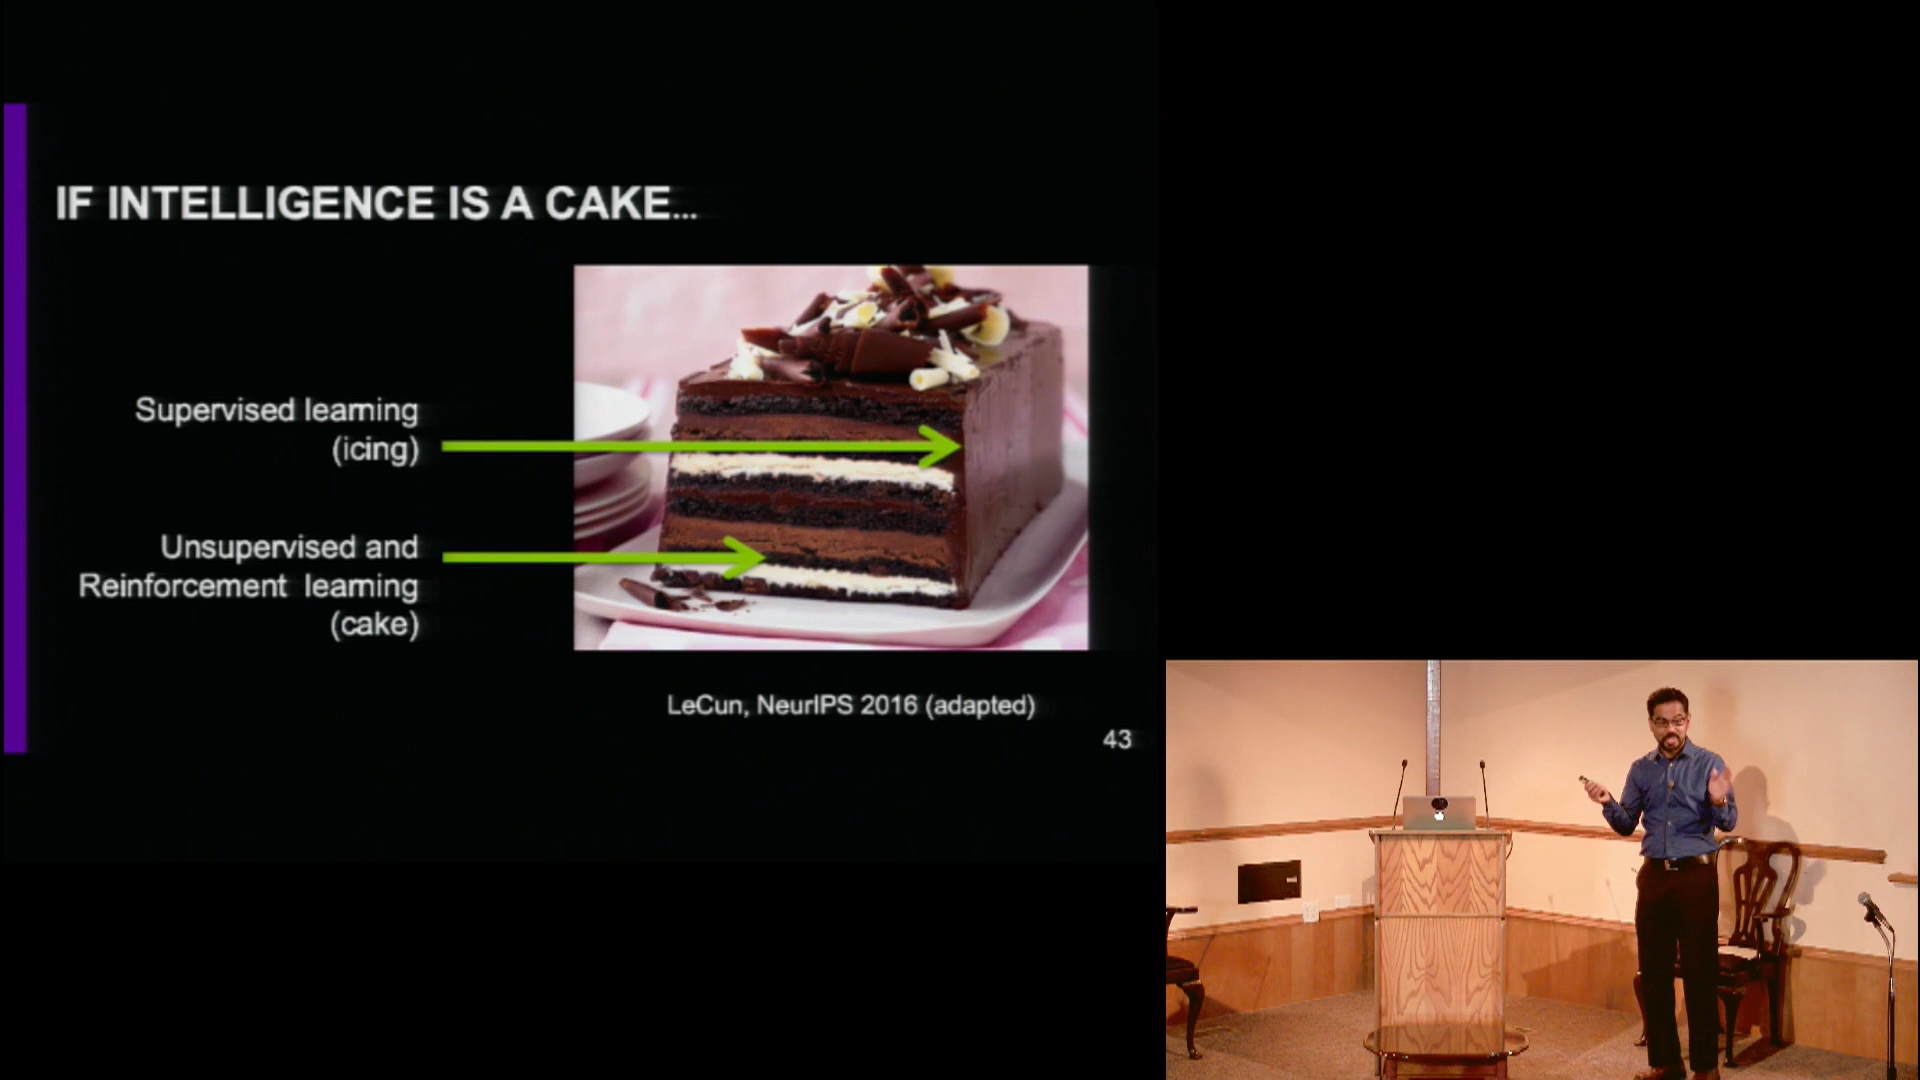 IF INTELLIGENCE IS A CAKE...
Supervised learning
(icing)
Unsupervised and
Reinforcement learning
(cake)
LeCun, NeurIPS 2016 (adapted)
43